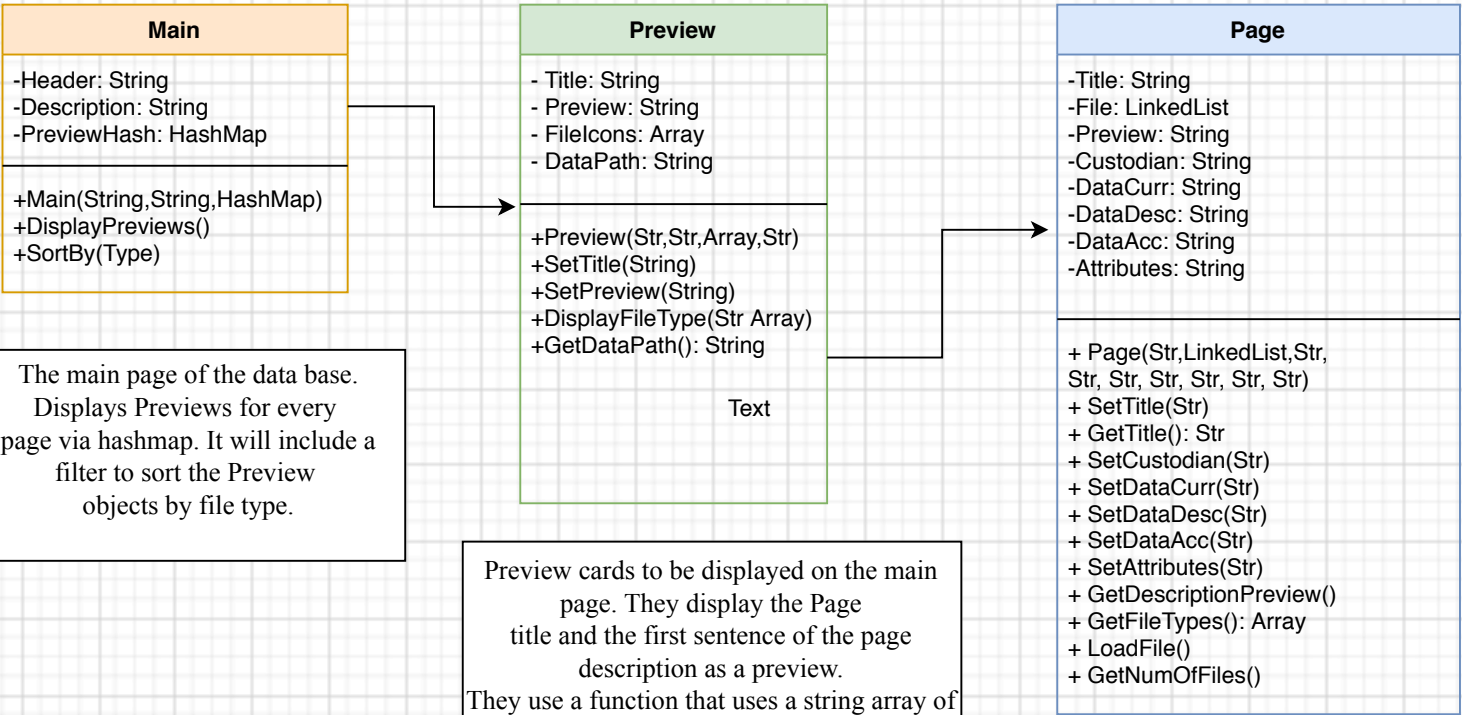 Main
-Header: String
-Description: String
-PreviewHash: HashMap
+Main(String,String,HashMap)
+DisplayPreviews()
+SortBy(Type)
The main page of the data base.
Displays Previews for every
page via hashmap. It will include a
filter to sort the Preview
objects by file type.
Preview
- Title: String
- Preview: String
- FileIcons: Array
- DataPath: String
+Preview(Str,Str,Array,Str)
+SetTitle(String)
+SetPreview(String)
+DisplayFileType(Str Array)
+GetDataPath(): String
Text
Preview cards to be displayed on the main
page. They display the Page
title and the first sentence of the page
description as a preview.
They use a function that uses a string array of
Page
-Title: String
-File: LinkedList
-Preview: String
-Custodian: String
-DataCurr: String
-DataDesc: String
-DataAcc: String
-Attributes: String
+ Page(Str,LinkedList,Str,
Str, Str, Str, Str, Str, Str)
+ SetTitle(Str)
+ GetTitle(): Str
+ SetCustodian(Str)
+ SetDataCurr(Str)
+ SetDataDesc(Str)
+ SetDataAcc(Str)
+ SetAttributes(Str)
+ GetDescriptionPreview()
+ GetFileTypes(): Array
+ LoadFile()
+ GetNumOfFiles()